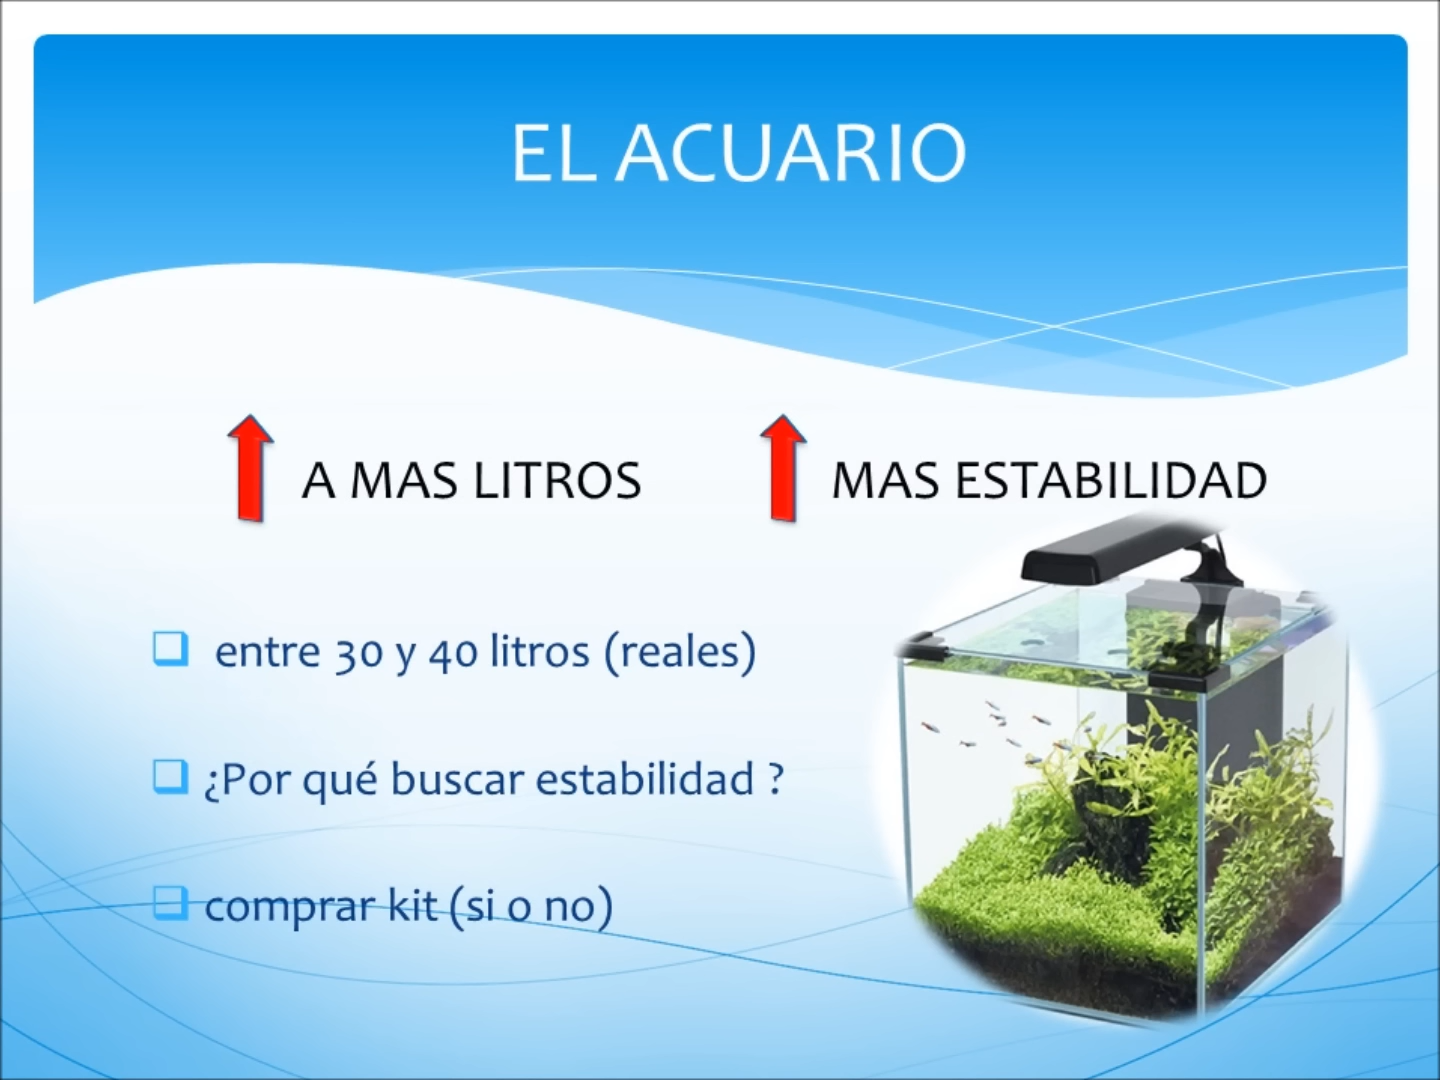 EL ACUARIO
A MAS LITROS MAS ESTABILIDAD
entre 30 y 40 litros (reales)
¿Por qué buscar estabilidad ?
comprar kit (si o no)